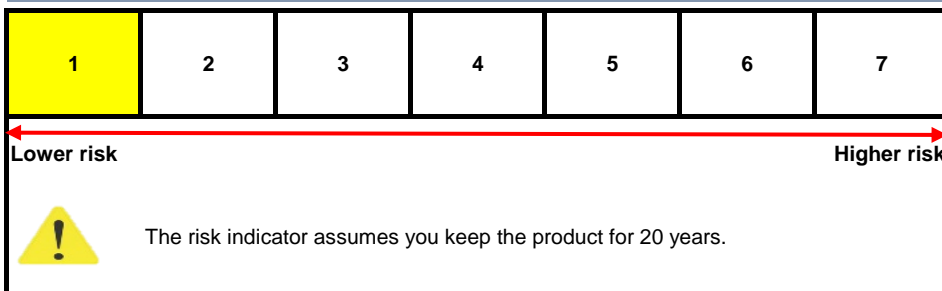 1 2 3 4 5 6 7
Lower risk Higher risk
The risk indicator assumes you keep the product for 20 years.